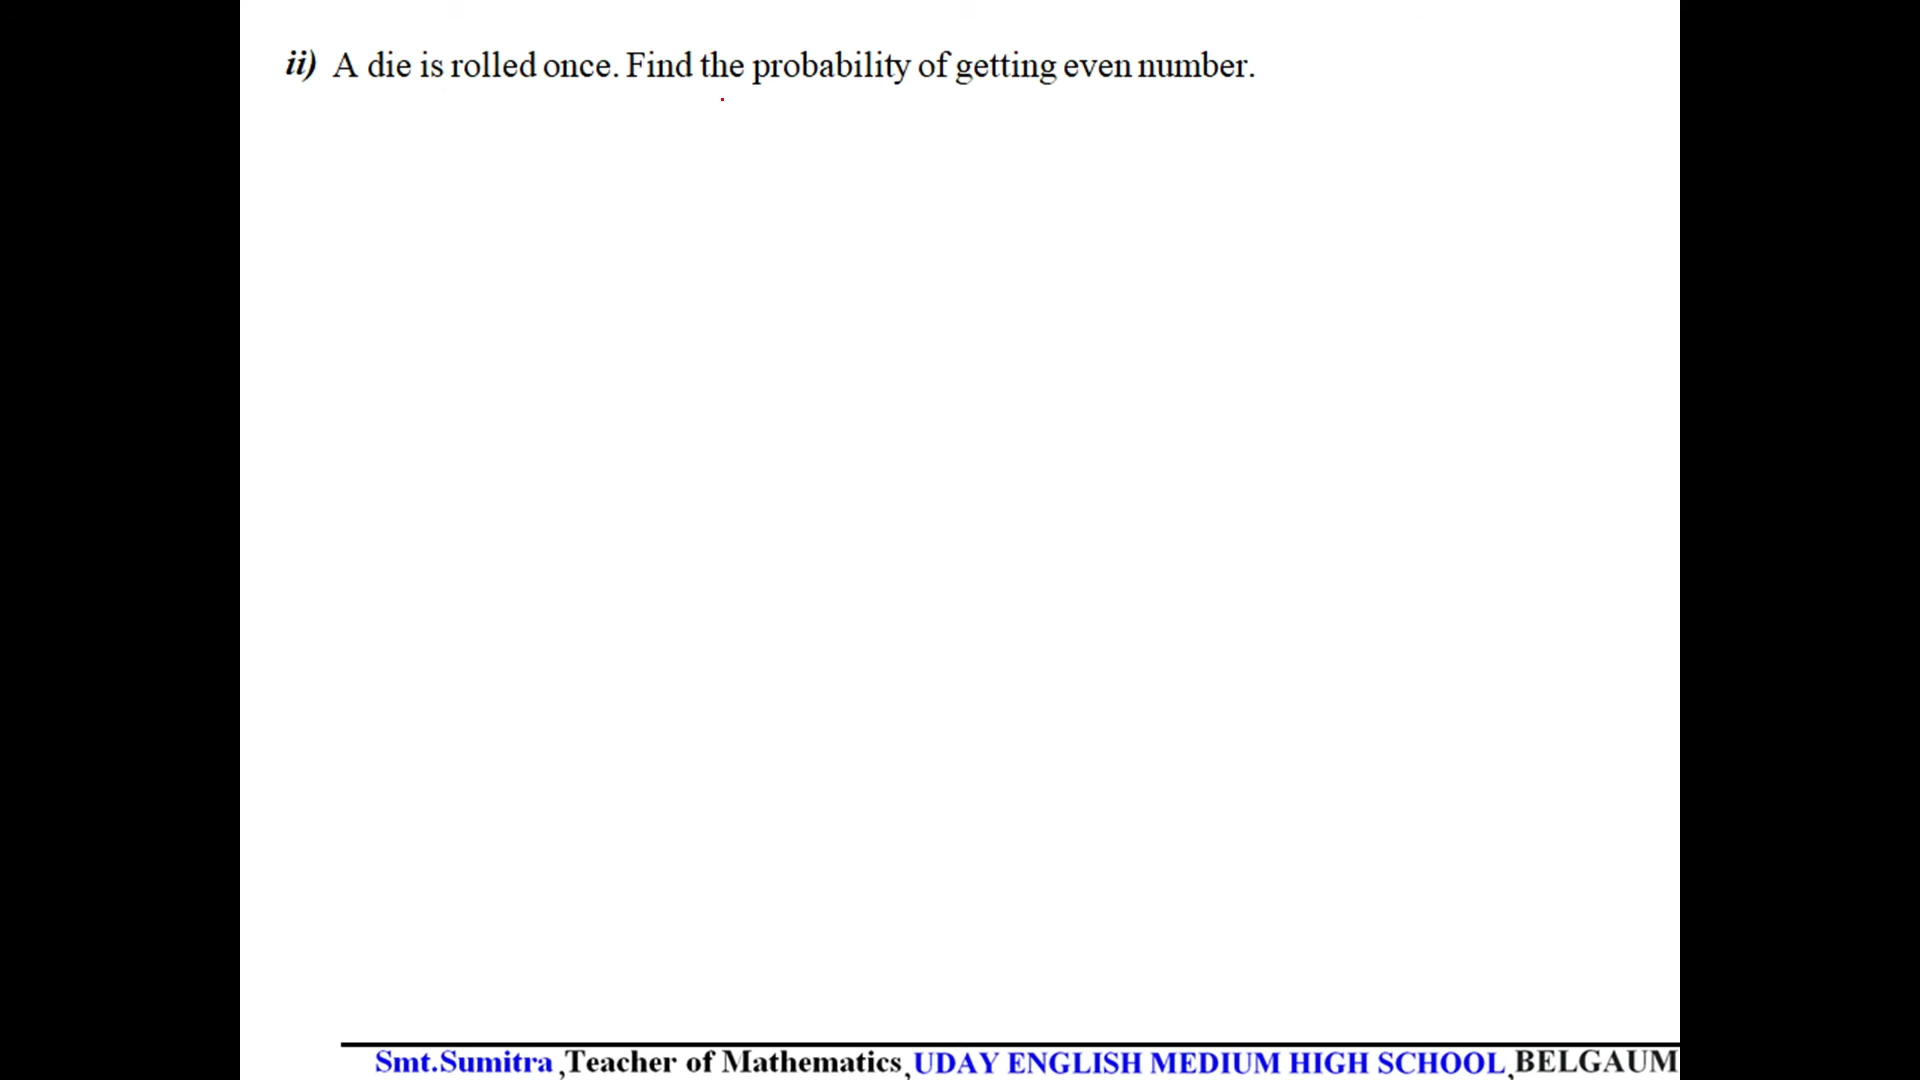 ii) A die is rolled once. Find the probability of getting even number.
Smt.Sumitra ,Teacher of Mathematics,UDAY ENGLISH MEDIUM HIGH SCHOOL,BELGAUM